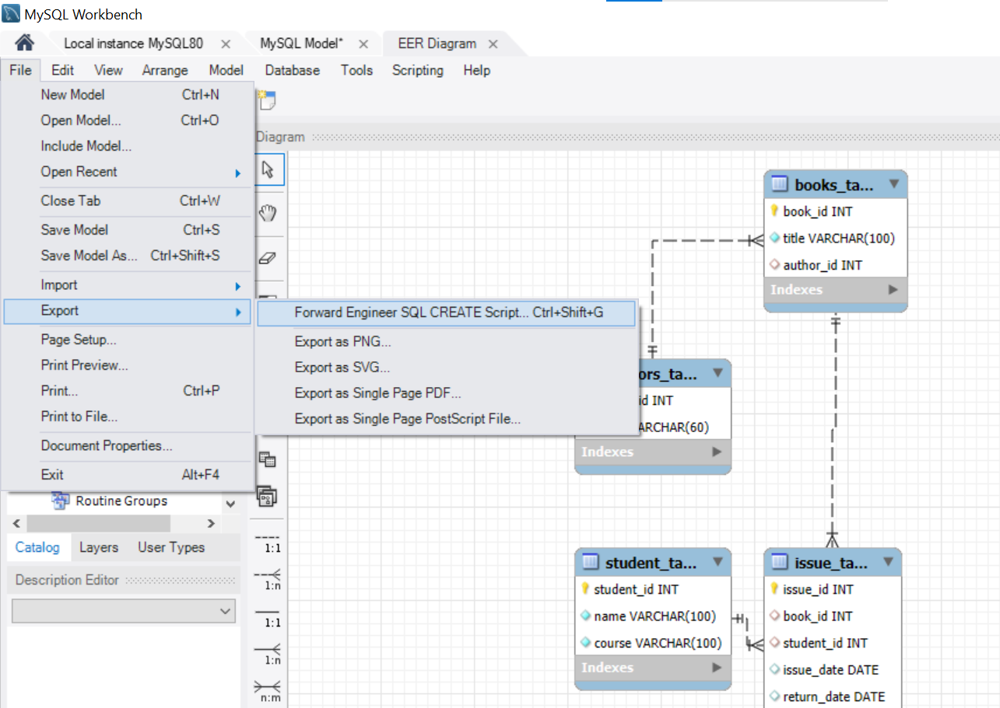 MySQL Workbench
Local instance MySQL80
MySQL Model*
EER Diagram
File Edit View Arrange Model Database Tools Scripting Help
New Model Ctrl+N
Open Model... Ctrl+O
Include Model...
Open Recent
Close Tab Ctrl+W
Save Model Ctrl+S
Save Model As... Ctrl+Shift+S
Import
Export
Page Setup...
Print Preview...
Print... Ctrl+P
Print to File...
Document Properties...
Exit Alt+F4
Forward Engineer SQL CREATE Script... Ctrl+Shift+G
Export as PNG...
Export as SVG...
Export as Single Page PDF...
Export as Single Page PostScript File...
Routine Groups
Catalog Layers User Types
Description Editor
Diagram
1:1
1:n
1:1
1:n
n:m
books_ta...
book_id INT
title VARCHAR(100)
author_id INT
Indexes
ors_ta...
id INT
ARCHAR(60)
Indexes
student_ta...
student_id INT
name VARCHAR(100)
course VARCHAR(100)
Indexes
issue_ta...
issue_id INT
book_id INT
student_id INT
issue_date DATE
return_date DATE